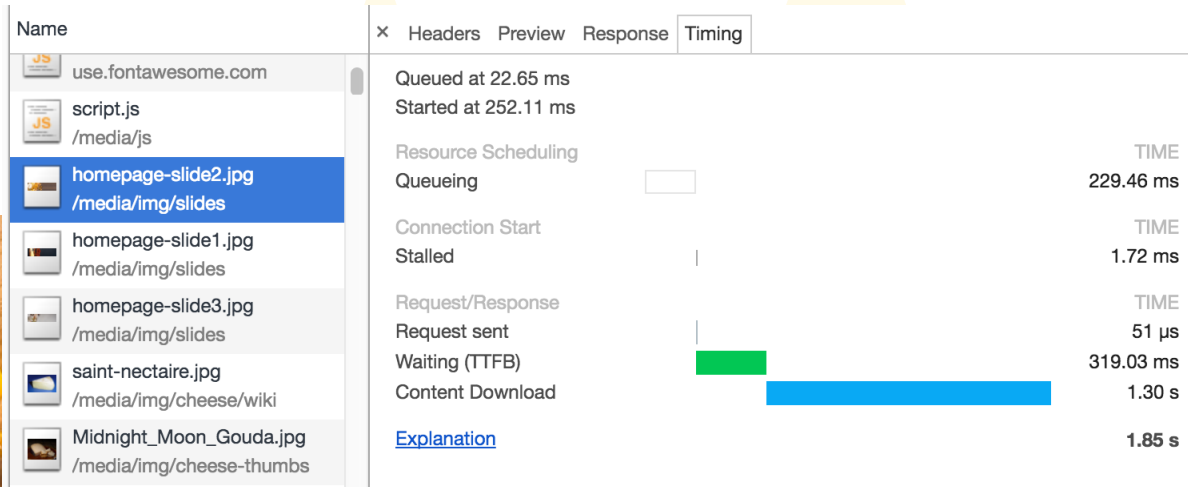 Name
JS
use.fontawesome.com
script.js
JS
/media/js
homepage-slide2.jpg
/media/img/slides
homepage-slide1.jpg
/media/img/slides
homepage-slide3.jpg
/media/img/slides
saint-nectaire.jpg
/media/img/cheese/wiki
Midnight_Moon_Gouda.jpg
/media/img/cheese-thumbs
× Headers Preview Response Timing
Queued at 22.65 ms
Started at 252.11 ms
Resource Scheduling TIME
Queueing 229.46 ms
Connection Start TIME
Stalled 1.72 ms
Request/Response TIME
Request sent 51 μs
Waiting (TTFB) 319.03 ms
Content Download 1.30 s
Explanation 1.85 s